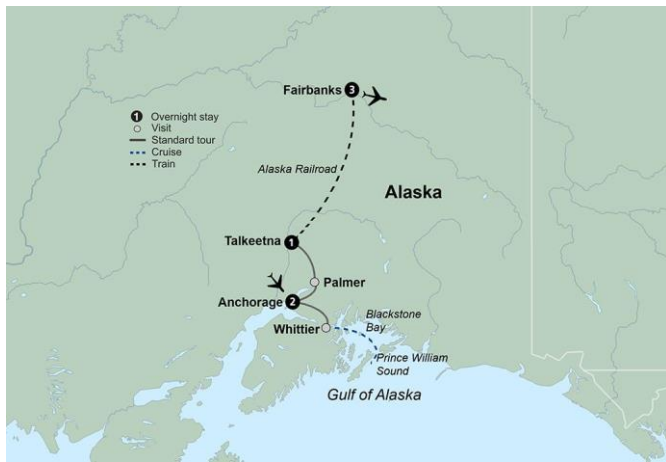 Fairbanks 3
1 Overnight stay
Visit
Standard tour
Cruise
Train
Alaska Railroad
Alaska
Talkeetna 1
Palmer
Anchorage 2
Blackstone
Bay
Whittier
Prince William
Sound
Gulf of Alaska